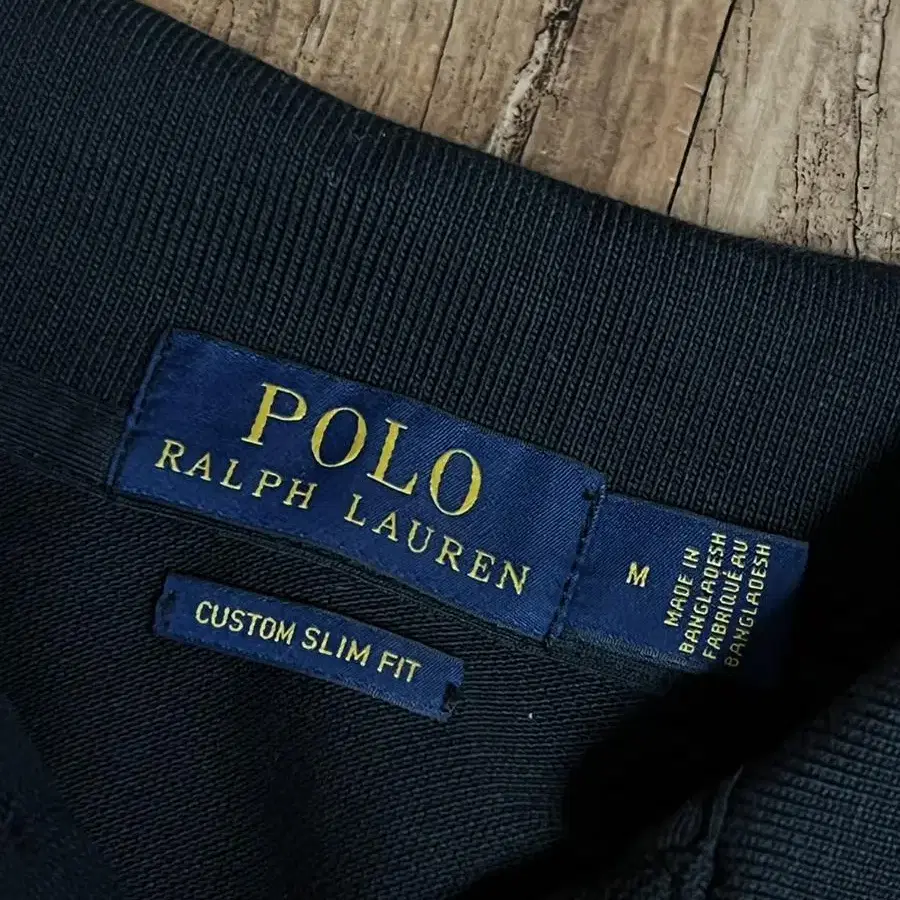 POLO
RALPH LAUREN
M
MADE IN
BANGLADESH
FABRIQUÉ AU
BANGLADESH
CUSTOM SLIM FIT